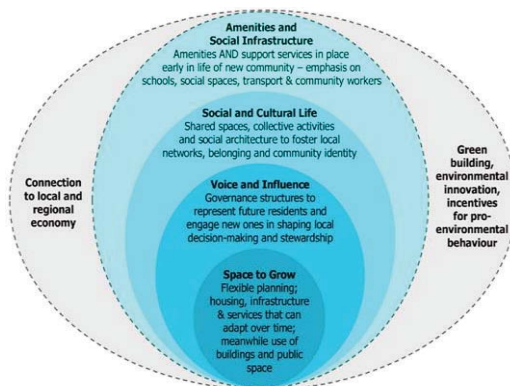 Amenities and
Social Infrastructure
Amenities AND support services in place
early in life of new community – emphasis on
schools, social spaces, transport & community workers
Social and Cultural Life
Shared spaces, collective activities
and social architecture to foster local
networks, belonging and community identity
Connection
to local and
regional
economy
Voice and Influence
Governance structures to
represent future residents and
engage new ones in shaping local
decision-making and stewardship
Green
building,
environmental
innovation,
incentives
for pro-
environmental
behaviour
Space to Grow
Flexible planning;
housing, infrastructure
& services that can
adapt over time;
meanwhile use of
buildings and public
space